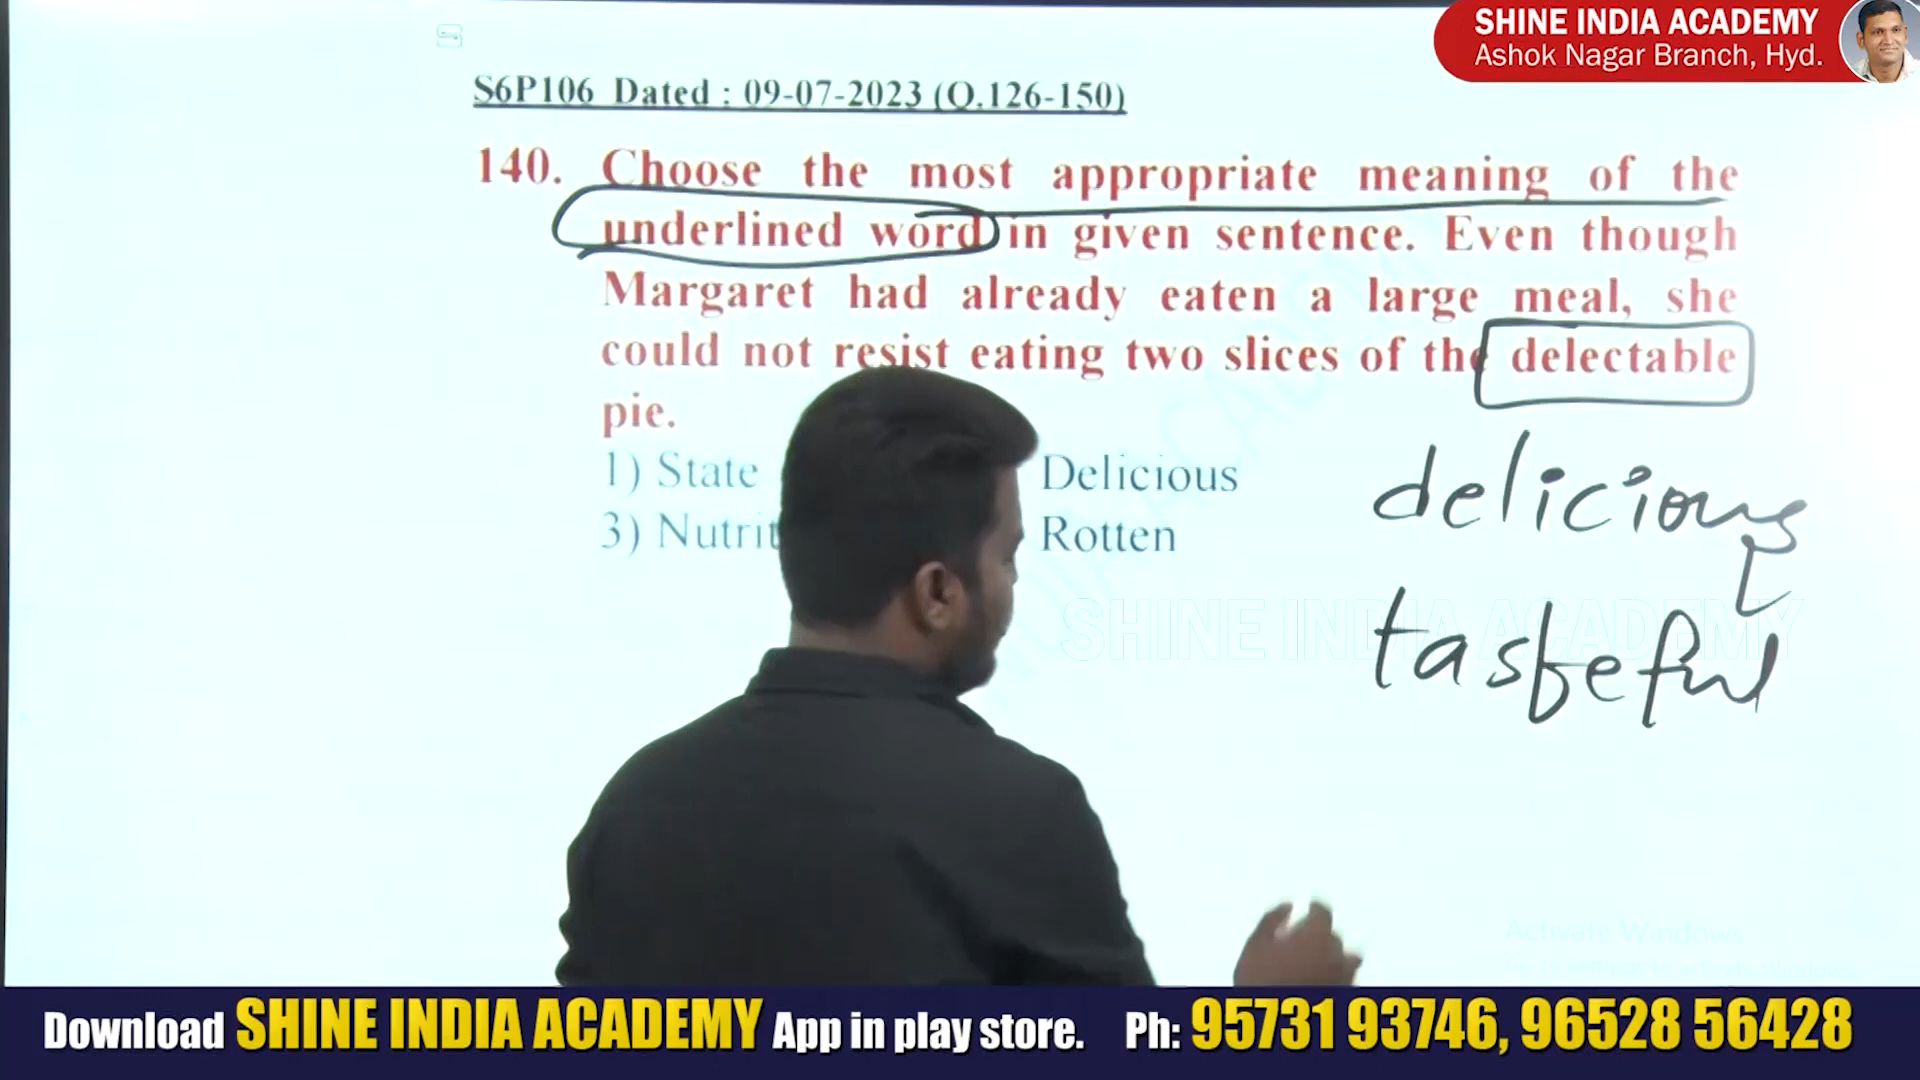 SHINE INDIA ACADEMY
Ashok Nagar Branch, Hyd.
S6P106 Dated : 09-07-2023 (Q.126-150)
140. Choose the most appropriate meaning of the
underlined word in given sentence. Even though
Margaret had already eaten a large meal, she
could not resist eating two slices of the delectable
pie.
1) State Delicious
3) Nutrit Rotten
delicious
tasteful
SHINE INDIA ACADEMY
Activate Windows
Download SHINE INDIA ACADEMY App in play store. Ph: 95731 93746, 96528 56428